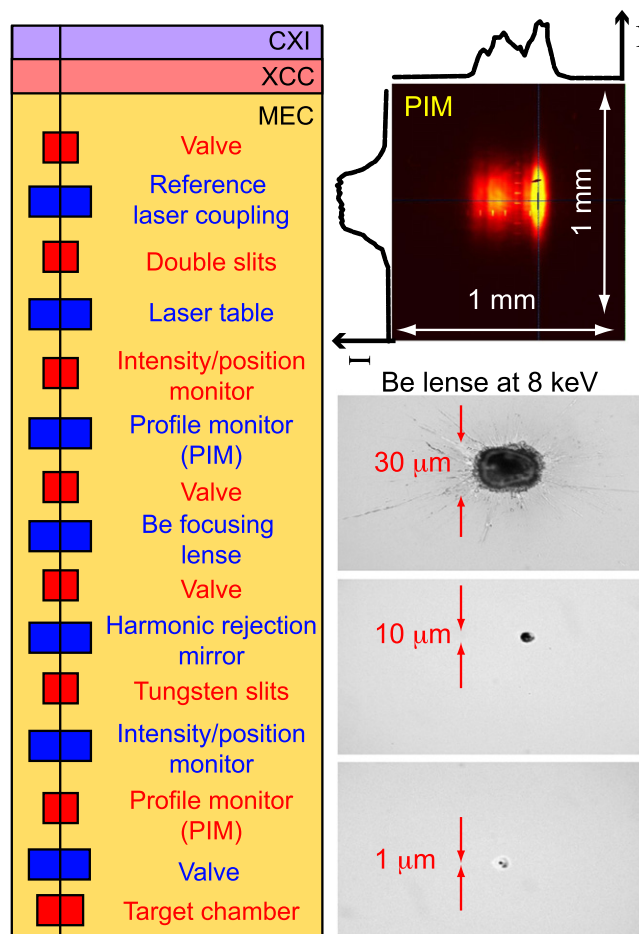 CXI
XCC
MEC
Valve
Reference
laser coupling
Double slits
Laser table
Intensity/position
monitor
Profile monitor
(PIM)
Valve
Be focusing
lense
Valve
Harmonic rejection
mirror
Tungsten slits
Intensity/position
monitor
Profile monitor
(PIM)
Valve
Target chamber
PIM
1 mm
1 mm
I
Be lense at 8 keV
30 μm
10 μm
1 μm